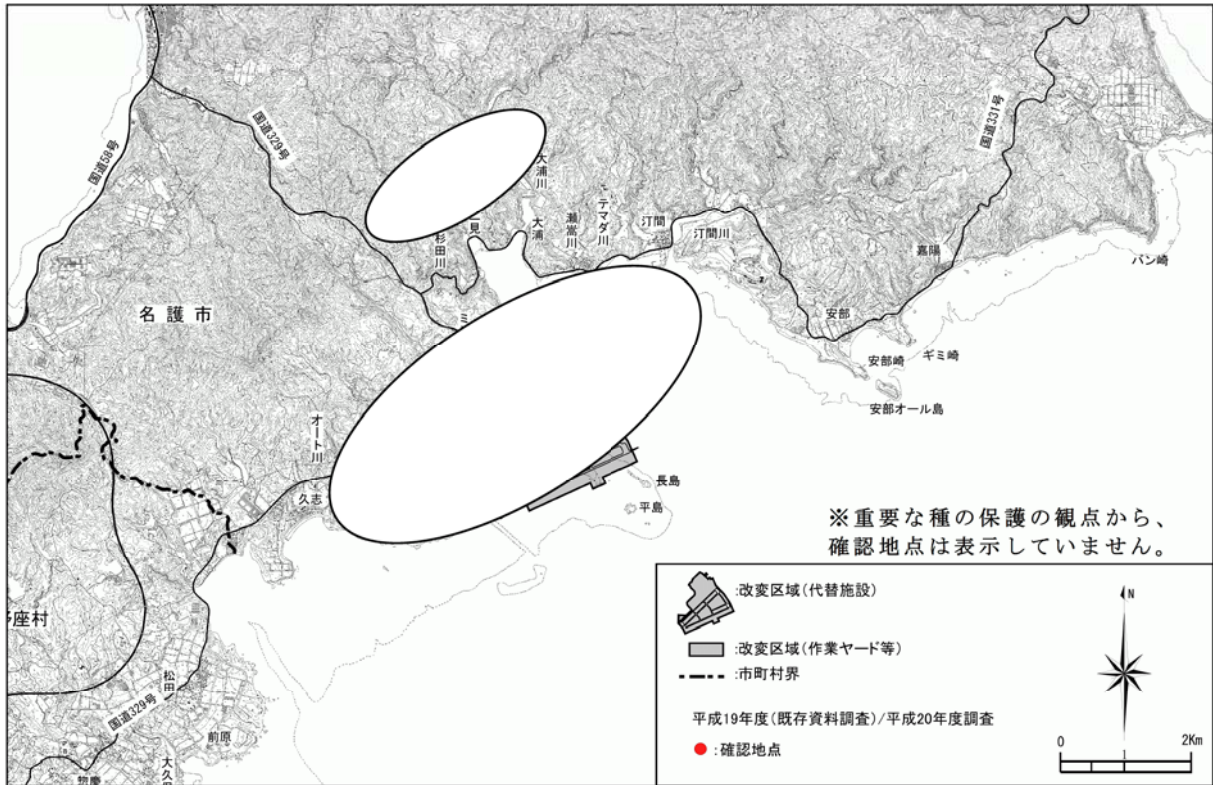 国道58号
国道329号
国道331号
大浦川
杉田川
二見
大浦
瀬嵩川
テマダ川
汀間
汀間川
嘉陽
バン崎
名護市
安部
安部崎
ギミ崎
安部オール島
オート川
久志
長島
平島
※重要な種の保護の観点から、
確認地点は表示していません。
座村
松田
国道329号
前原
大久保
惣慶
:改変区域(代替施設)
:改変区域(作業ヤード等)
:市町村界
平成19年度(既存資料調査)/平成20年度調査
:確認地点
N
0 1 2Km